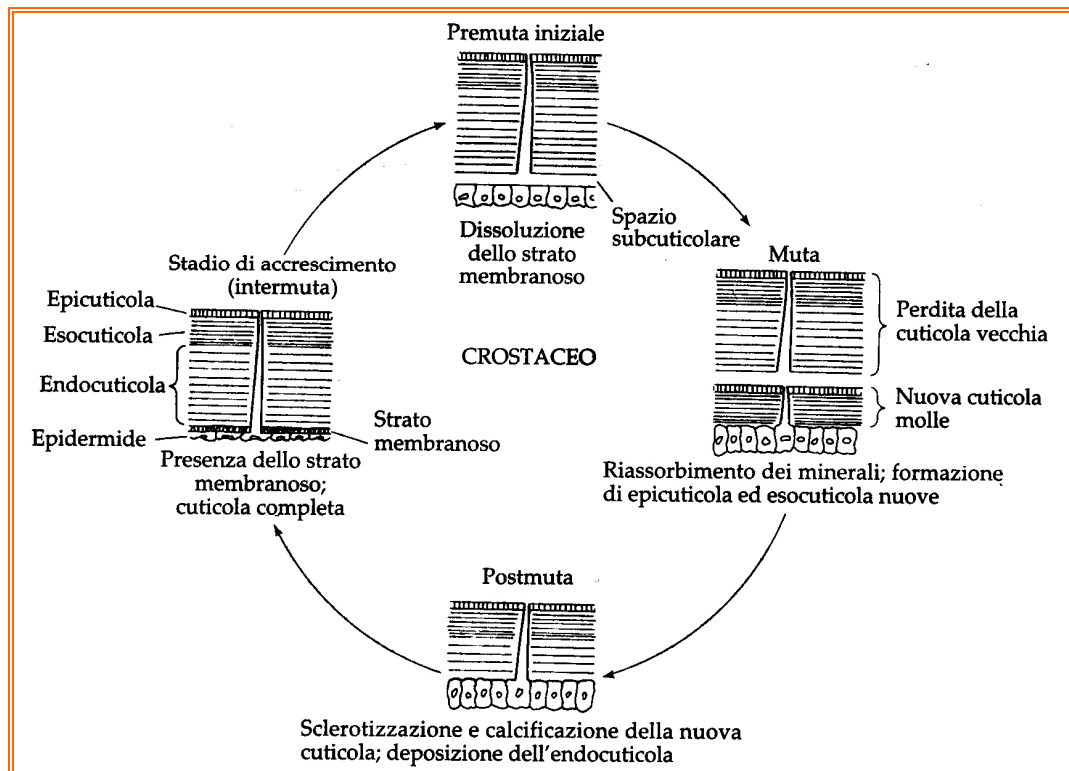 Premuta iniziale
Spazio
subcuticolare
Dissoluzione
dello strato
membranoso
Muta
Perdita della
cuticola vecchia
Nuova cuticola
molle
Riassorbimento dei minerali; formazione
di epicuticola ed esocuticola nuove
Stadio di accrescimento
(intermuta)
Epicuticola
Esocuticola
Endocuticola
Epidermide
Strato
membranoso
Presenza dello strato
membranoso;
cuticola completa
CROSTACEO
Postmuta
Sclerotizzazione e calcificazione della nuova
cuticola; deposizione dell'endocuticola